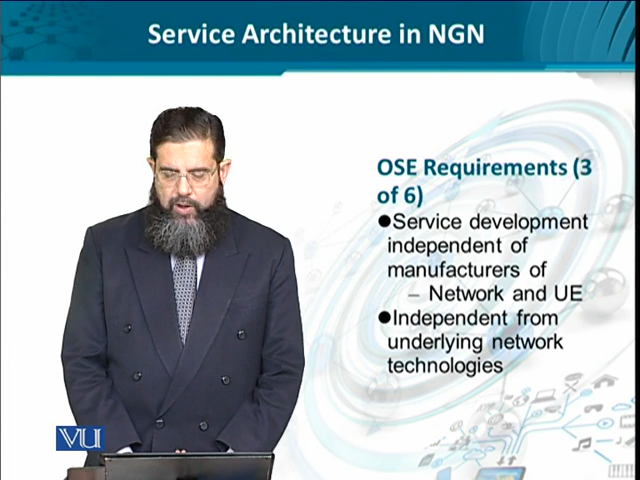 Service Architecture in NGN
OSE Requirements (3
of 6)
●Service development
independent of
manufacturers of
– Network and UE
●Independent from
underlying network
technologies
VU